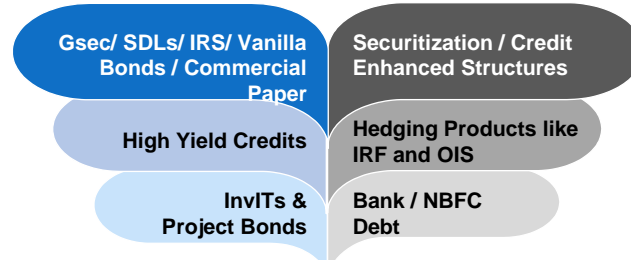 Gsec/ SDLs/ IRS/ Vanilla
Bonds / Commercial
Paper
Securitization / Credit
Enhanced Structures
High Yield Credits
Hedging Products like
IRF and OIS
InvITs &
Project Bonds
Bank / NBFC
Debt